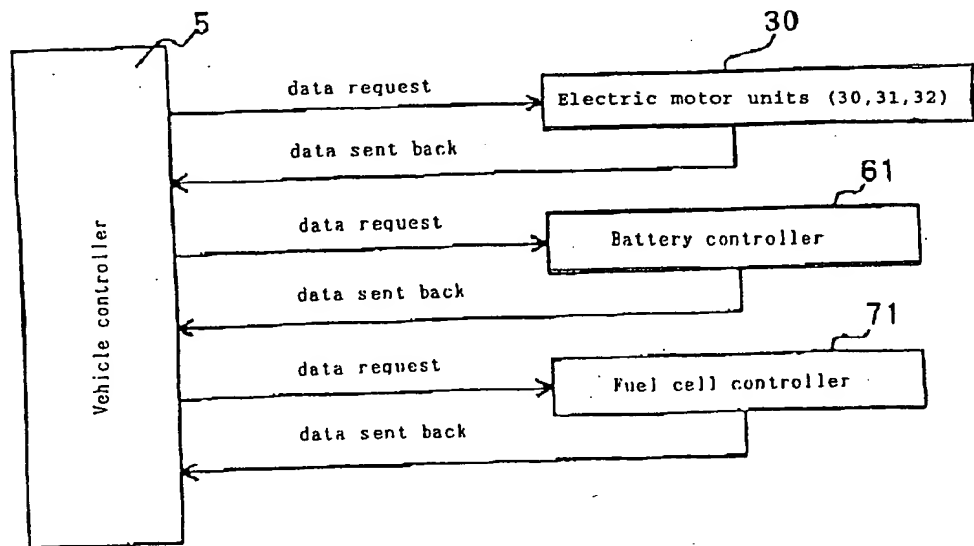 5
30
data request
Electric motor units (30,31,32)
data sent back
61
data request
Battery controller
data sent back
71
Vehicle controller
data request
Fuel cell controller
data sent back